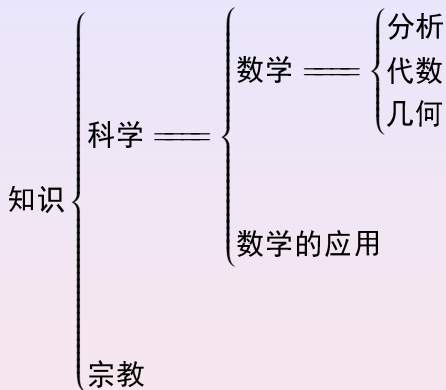 分析
数学
代数
几何
科学
知识
数学的应用
宗教